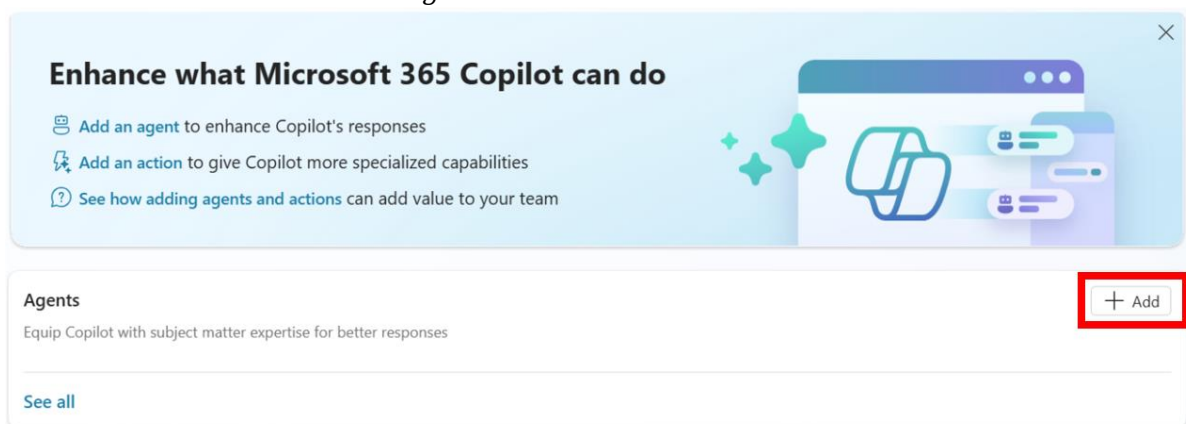 Enhance what Microsoft 365 Copilot can do
Add an agent to enhance Copilot's responses
Add an action to give Copilot more specialized capabilities
See how adding agents and actions can add value to your team
Agents
+ Add
Equip Copilot with subject matter expertise for better responses
See all